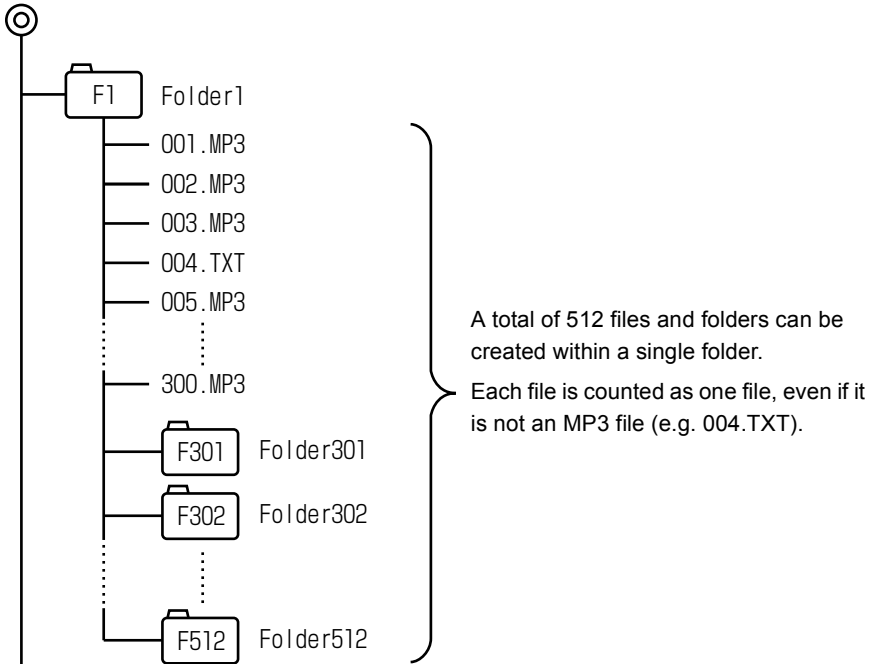 F1 Folder1
001.MP3
002.MP3
003.MP3
004.TXT
005.MP3
300.MP3
F301 Folder301
F302 Folder302
F512 Folder512
A total of 512 files and folders can be
created within a single folder.
Each file is counted as one file, even if it
is not an MP3 file (e.g. 004.TXT).